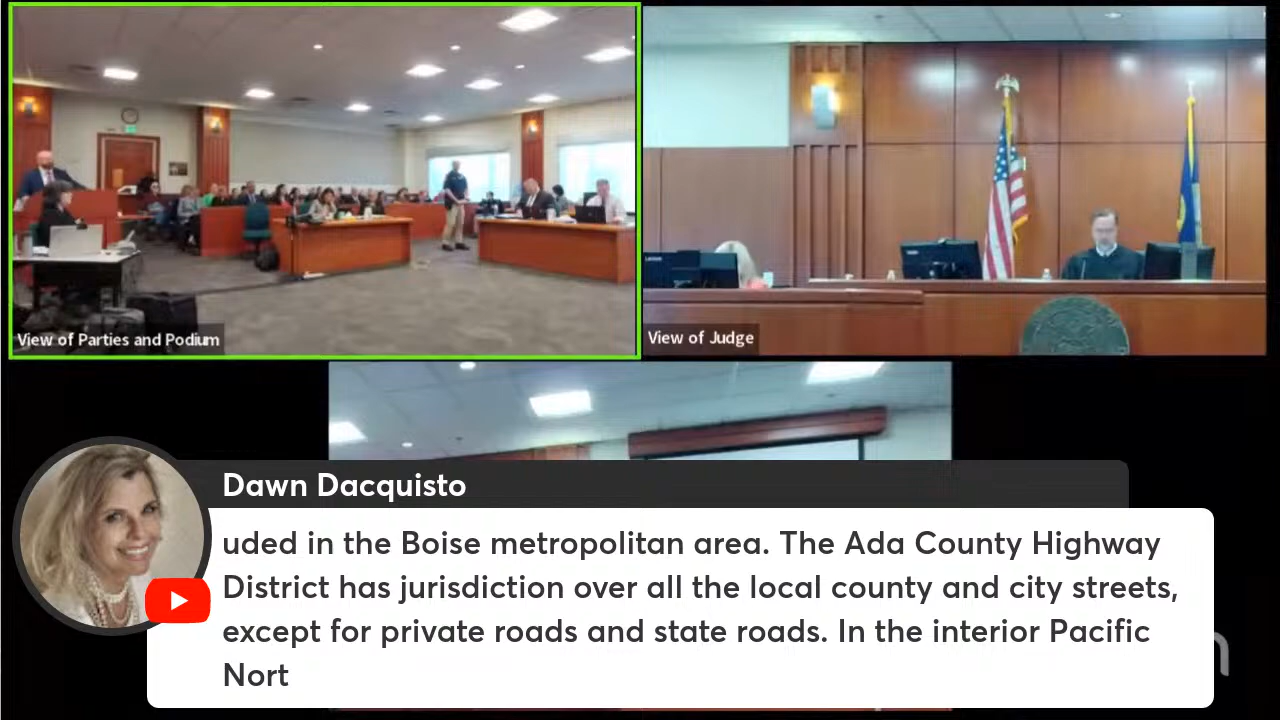 View of Parties and Podium
View of Judge
Dawn Dacquisto
uded in the Boise metropolitan area. The Ada County Highway
District has jurisdiction over all the local county and city streets,
except for private roads and state roads. In the interior Pacific
Nort